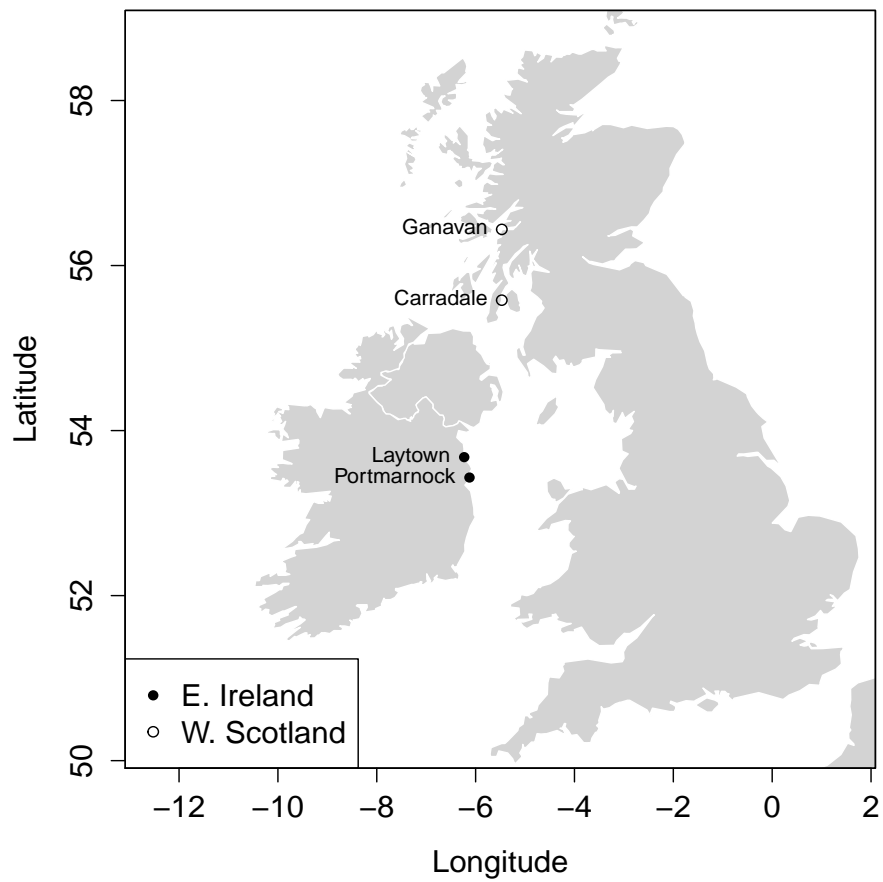 58
56
54
52
50
Latitude
Ganavan
Carradale
Laytown
Portmarnock
E. Ireland
W. Scotland
−12 −10 −8 −6 −4 −2 0 2
Longitude